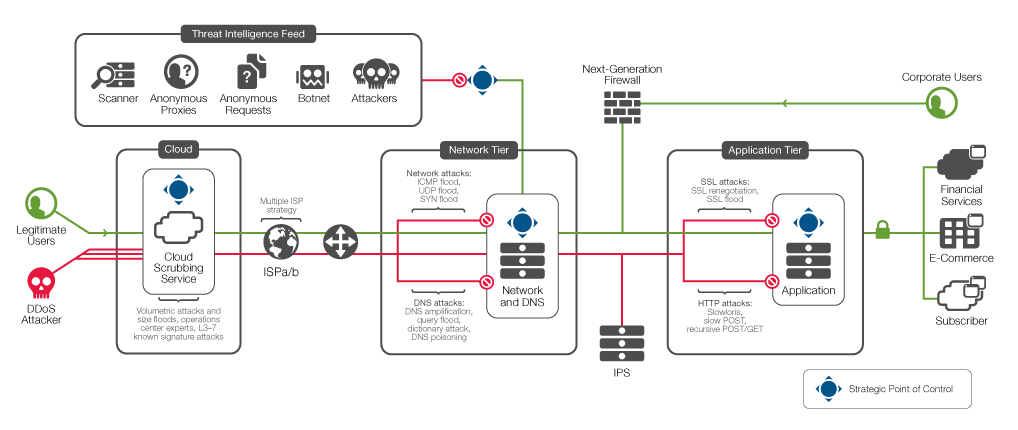 Threat Intelligence Feed
Scanner
Anonymous
Proxies
Anonymous
Requests
Botnet
Attackers
Next-Generation
Firewall
Corporate Users
Cloud
Network Tier
Application Tier
Legitimate
Users
DDoS
Attacker
Cloud
Scrubbing
Service
Volumetric attacks and
size floods, operations
center experts, L3–7
known signature attacks
Multiple ISP
strategy
ISPa/b
Network attacks:
ICMP flood,
UDP flood,
SYN flood
Network
and DNS
DNS attacks:
DNS amplification,
query flood,
dictionary attack,
DNS poisoning
IPS
SSL attacks:
SSL renegotiation,
SSL flood
Application
HTTP attacks:
Slowloris,
slow POST,
recursive POST/GET
Financial
Services
E-Commerce
Subscriber
Strategic Point of Control